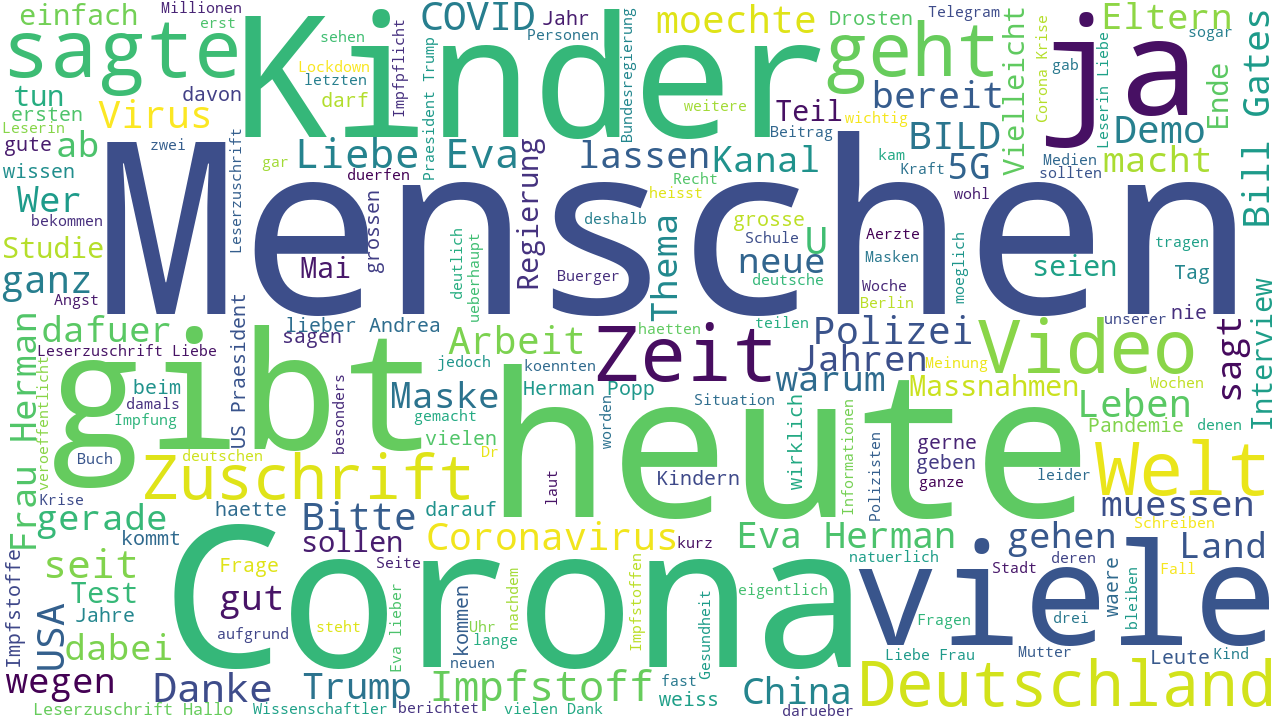 einfach
Millionen
erst
sagte
Kinder
sehen
Lockdown
letzten
darf
Impfpflicht
COVID
Jahr
Personen
Praesident Trump
Bundesregierung
moechte
weitere
Drosten
geht
Telegram
Vielleicht
Corona Krise
gab
ja
Eltern
sogar
Leserin Liebe
Bill Gates
Ende
tun
davon
ersten
Virus
Leserin
gute
ab
zwei
wissen
Wer
bekommen
Leserzuschrift
gar
Liebe Eva
duerfen
lassen
Kanal
Recht
Teil
Beitrag
bereit
wichtig
BILD
5G
kam
Kraft
Medien
sollten
Demo
macht
wohl
heisst
Menschen
Studie
ganz
Angst
Mai
grossen
deutlich
ueberhaupt
Regierung
deshalb
Buerger
Thema
grosse
Schule
neue
deutsche
U
Aerzte
Masken
Woche
Berlin
moeglich
seien
tragen
Tag
nie
unserer
Interview
sagt
dafuer
lieber Andrea
sagen
Leserzuschrift Liebe
US Praesident
Frau Herman
veroeffentlicht
beim
damals
Impfung
gibt
besonders
Arbeit
jedoch
haetten
teilen
koennten
Zeit
Herman Popp
Maske
gemacht
vielen
Dr
worden
Situation
Polizei
Jahren
warum
Meinung
Massnahmen
Video
Wochen
Leben
Pandemie
denen
heute
Buch
deutschen
Zuschrift
Krise
laut
Kindern
wirklich
Informationen
Polizisten
gerne
geben
ganze
leider
Welt
muessen
Schreiben
gerade
kommt
haette
Bitte
darauf
sollen
Coronavirus
kurz
Eva Herman
natuerlich
gehen
Stadt
deren
Land
Fall
Impfstoffe
seit
Test
Jahre
USA
dabei
Frage
gut
aufgrund
steht
Corona
Seite
Eva lieber
kommen
Uhr
lange
neuen
nachdem
Impfstoffen
Gesundheit
eigentlich
viele
Fragen
drei
waere
bleiben
Liebe Frau
Mutter
Leute
Kind
wegen
Danke
Trump
Impfstoff
fast
weiss
China
Deutschland
Leserzuschrift Hallo
Wissenschaftler
berichtet
vielen Dank
darueber